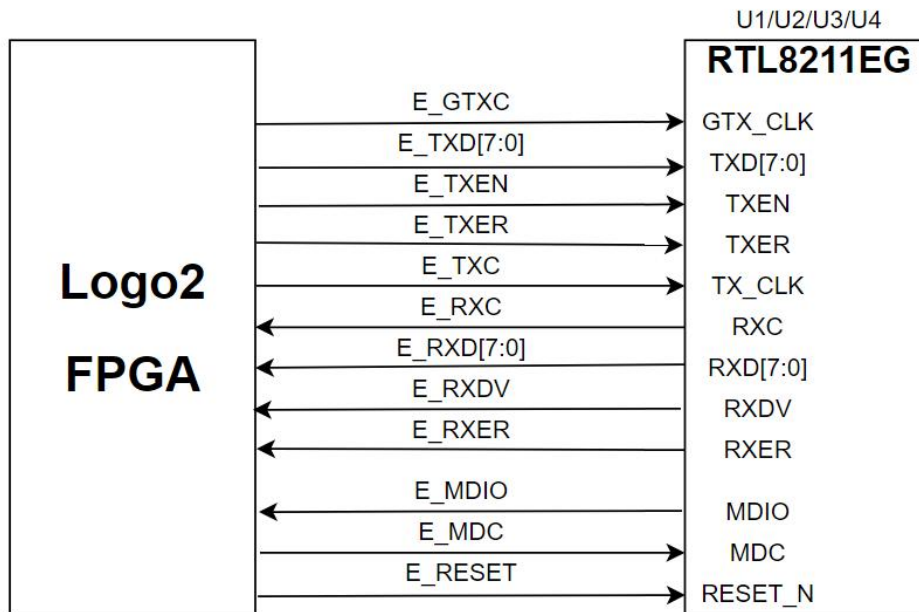 U1/U2/U3/U4
RTL8211EG
Logo2
FPGA
E_GTXC
GTX_CLK
E_TXD[7:0]
TXD[7:0]
E_TXEN
TXEN
E_TXER
TXER
E_TXC
TX_CLK
E_RXC
RXC
E_RXD[7:0]
RXD[7:0]
E_RXDV
RXDV
E_RXER
RXER
E_MDIO
MDIO
E_MDC
MDC
E_RESET
RESET_N